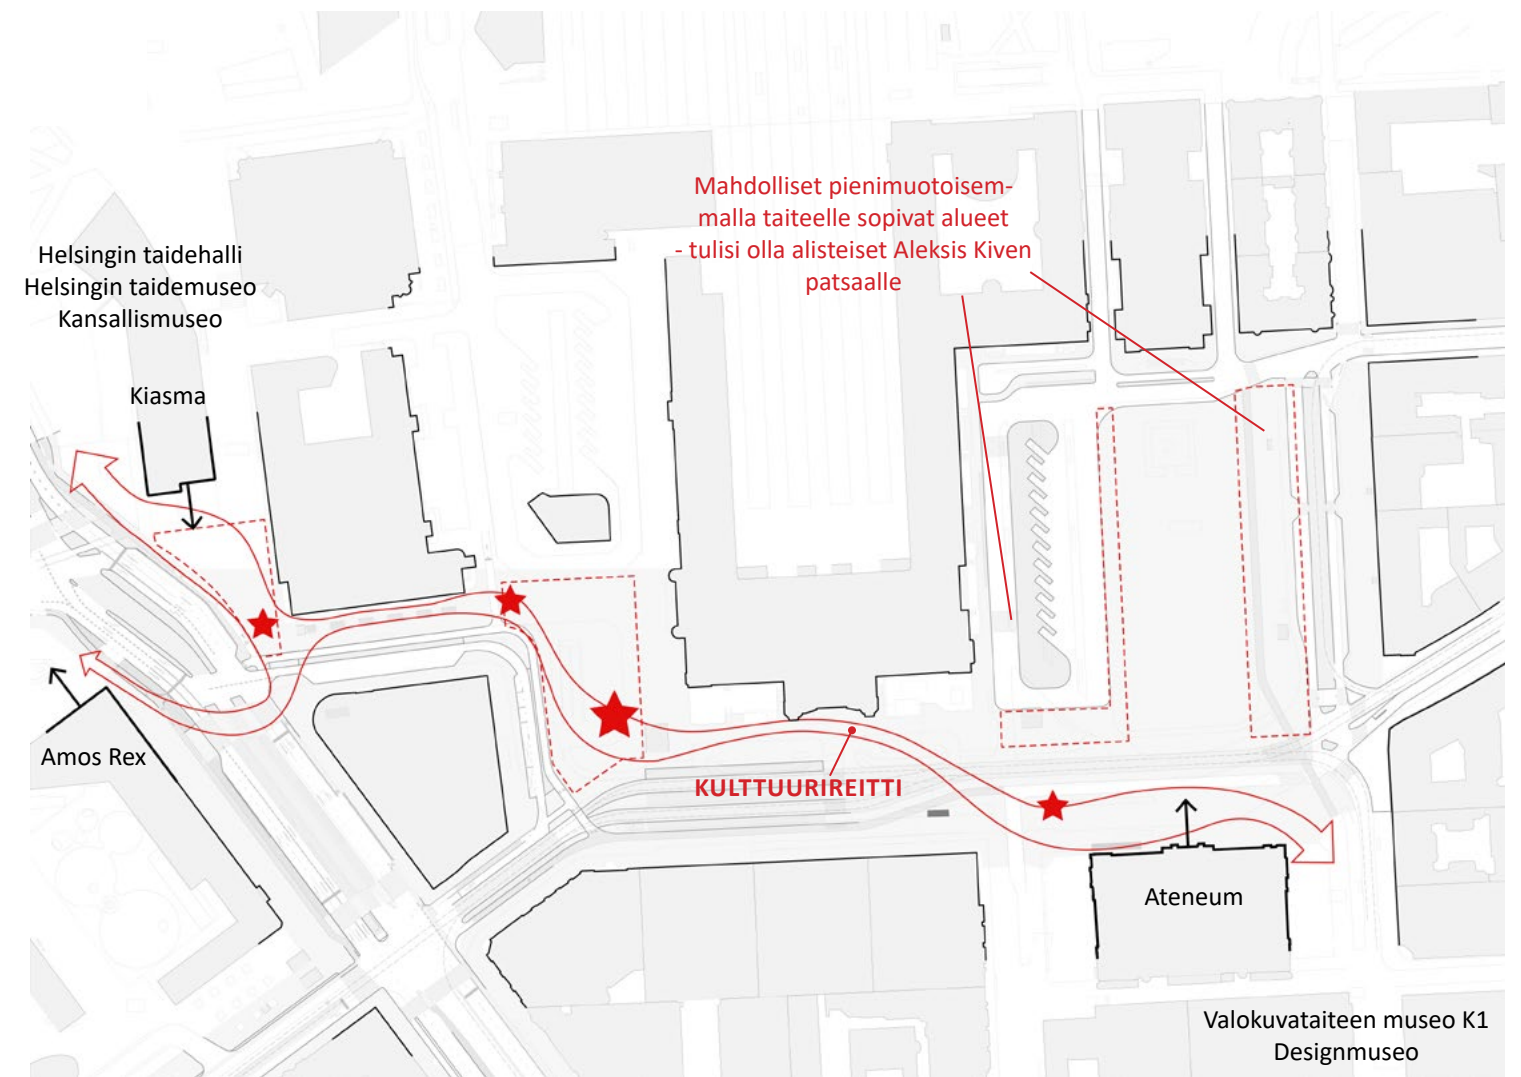 Mahdolliset pienimuotoisem-
malla taiteelle sopivat alueet
- tulisi olla alisteiset Aleksis Kiven
patsaalle
Helsingin taidehalli
Helsingin taidemuseo
Kansallismuseo
Kiasma
Amos Rex
KULTTUURIREITTI
Ateneum
Valokuvataiteen museo K1
Designmuseo